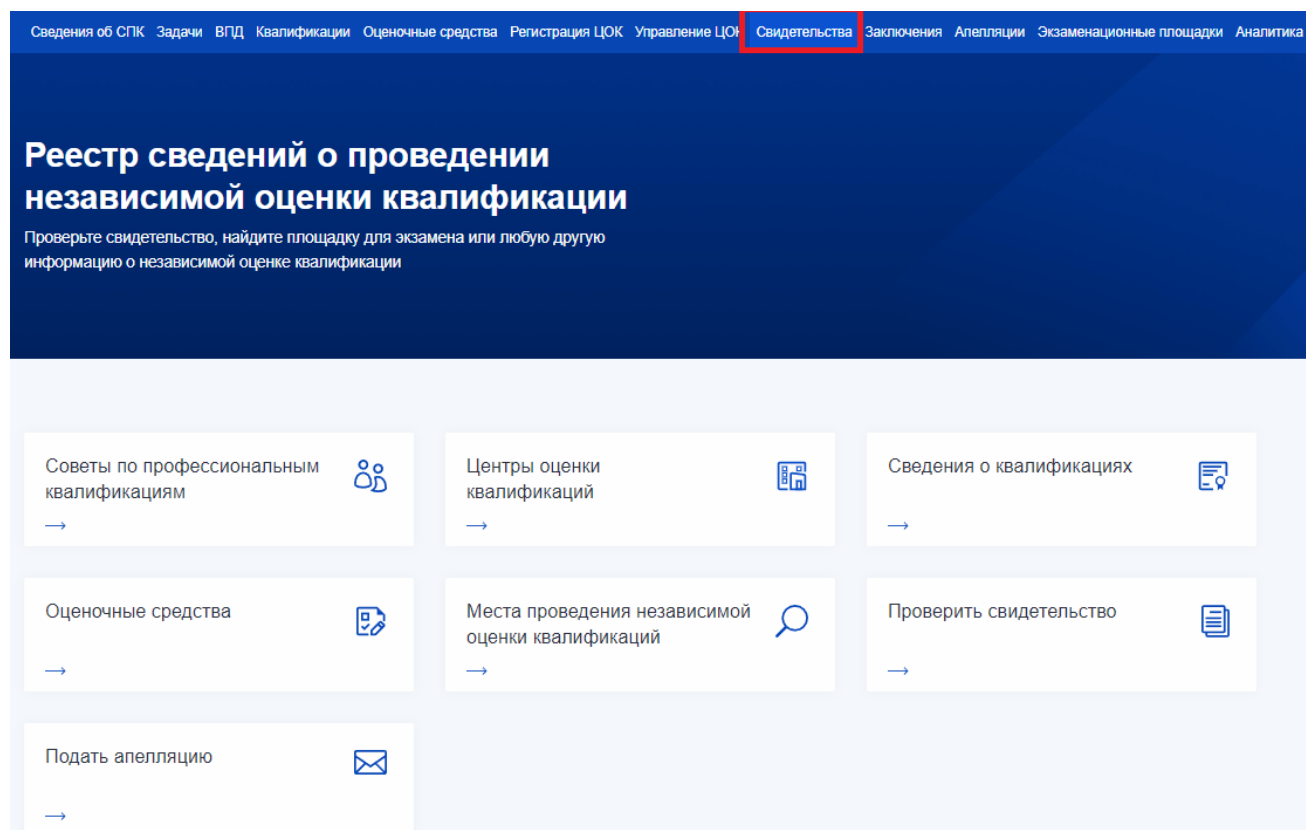 Сведения об СПК Задачи ВПД Квалификации Оценочные средства Регистрация ЦОК Управление ЦОК Свидетельства Заключения Апелляции Экзаменационные площадки Аналитика
Реестр сведений о проведении
независимой оценки квалификации
Проверьте свидетельство, найдите площадку для экзамена или любую другую
информацию о независимой оценке квалификации
Советы по профессиональным
квалификациям
Центры оценки
квалификаций
Сведения о квалификациях
Оценочные средства
Места проведения независимой
оценки квалификаций
Проверить свидетельство
Подать апелляцию